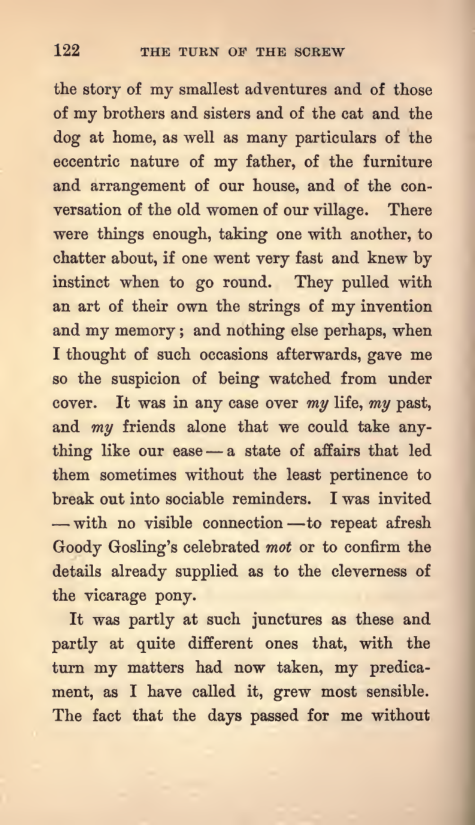 122 THE TURN OF THE SCREW
the story of my smallest adventures and of those
of my brothers and sisters and of the cat and the
dog at home, as well as many particulars of the
eccentric nature of my father, of the furniture
and arrangement of our house, and of the con-
versation of the old women of our village. There
were things enough, taking one with another, to
chatter about, if one went very fast and knew by
instinct when to go round. They pulled with
an art of their own the strings of my invention
and my memory; and nothing else perhaps, when
I thought of such occasions afterwards, gave me
so the suspicion of being watched from under
cover. It was in any case over my life, my past,
and my friends alone that we could take any-
thing like our ease—a state of affairs that led
them sometimes without the least pertinence to
break out into sociable reminders. I was invited
—with no visible connection—to repeat afresh
Goody Gosling's celebrated mot or to confirm the
details already supplied as to the cleverness of
the vicarage pony.
It was partly at such junctures as these and
partly at quite different ones that, with the
turn my matters had now taken, my predica-
ment, as I have called it, grew most sensible.
The fact that the days passed for me without